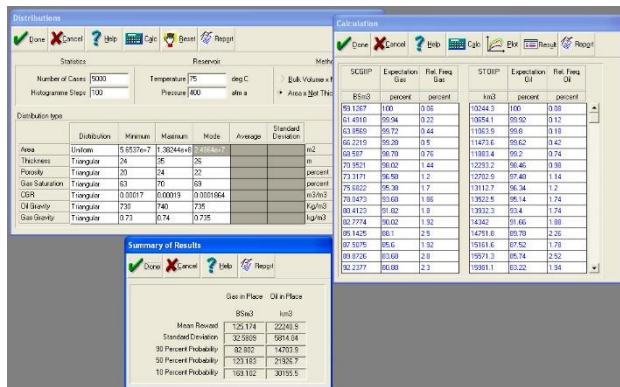 Distributions
Done Cancel Help Calc Reset Report
Statistics Reservoir
Number of Cases 5000 Temperature 75 deg C
Bulk Volume x
Histogramme Steps 100 Pressure 400 atm a
Area x Net
Distribution type
Distribution Minimum Maximum Mode Average Standard Deviation
Area Uniform 5.6537e+7 1.38244e+8 m2
Thickness Triangular 24 35 26 m
Porosity Triangular 20 24 22 percent
Gas Saturation Triangular 63 70 69 percent
CGR Triangular 0.00017 0.00019 0.0001864 m3/m3
Oil Gravity Triangular 730 740 735 Kg/m3
Gas Gravity Triangular 0.73 0.74 0.735 kg/m3
Summary of Results
Done Cancel Help Report
Gas in Place Oil in Place
BSm3 km3
Mean Reward 125.174 22240.9
Standard Deviation 32.5809 5814.04
90 Percent Probability 82.802 14703.9
50 Percent Probability 123.183 21926.7
10 Percent Probability 169.102 30155.5
Calculation
Done Cancel Help Calc Plot Result Report
SCGIIP Expectation Gas Rel. Freq Gas STOIIP Expectation Oil Rel. Freq Oil
BSm3 percent percent km3 percent percent
59.1267 100 0.06 10244.3 100 0.08
61.4918 99.94 0.22 10654.1 99.92 0.12
63.8569 99.72 0.44 11063.9 99.8 0.18
66.2219 99.28 0.5 11473.6 99.62 0.42
68.587 98.78 0.76 11883.4 99.2 0.74
70.9521 98.02 1.44 12293.2 98.46 0.98
73.3171 96.58 1.2 12702.9 97.48 1.14
75.6822 95.38 1.7 13112.7 96.34 1.2
78.0473 93.68 1.86 13522.5 95.14 1.74
80.4123 91.82 1.8 13932.3 93.4 1.74
82.7774 90.02 1.92 14342 91.66 1.88
85.1425 88.1 2.5 14751.8 89.78 2.26
87.5075 85.6 1.92 15161.6 87.52 1.78
89.8726 83.68 2.8 15571.3 85.74 2.52
92.2377 80.88 2.3 15981.1 83.22 1.94